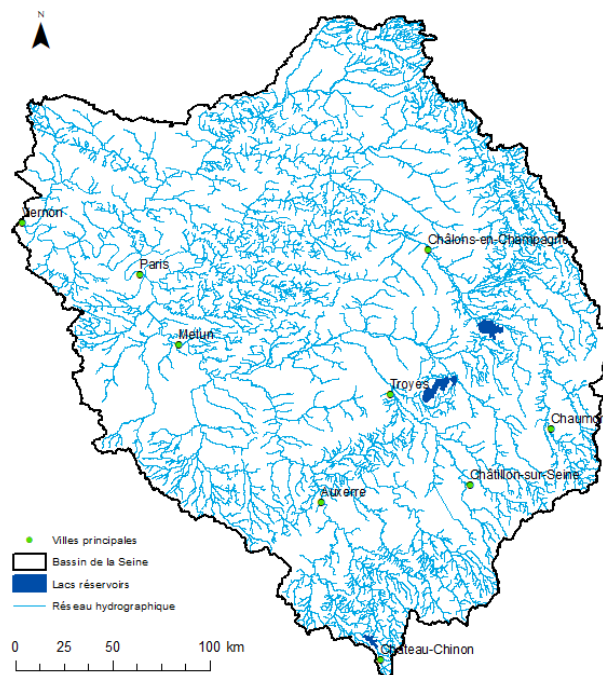 N
Vernon
Paris
Châlons-en-Champagne
Melun
Troyes
Chaumont
Châtillon-sur-Seine
Auxerre
Villes principales
Bassin de la Seine
Lacs réservoirs
Réseau hydrographique
Château-Chinon
0 25 50 100 km